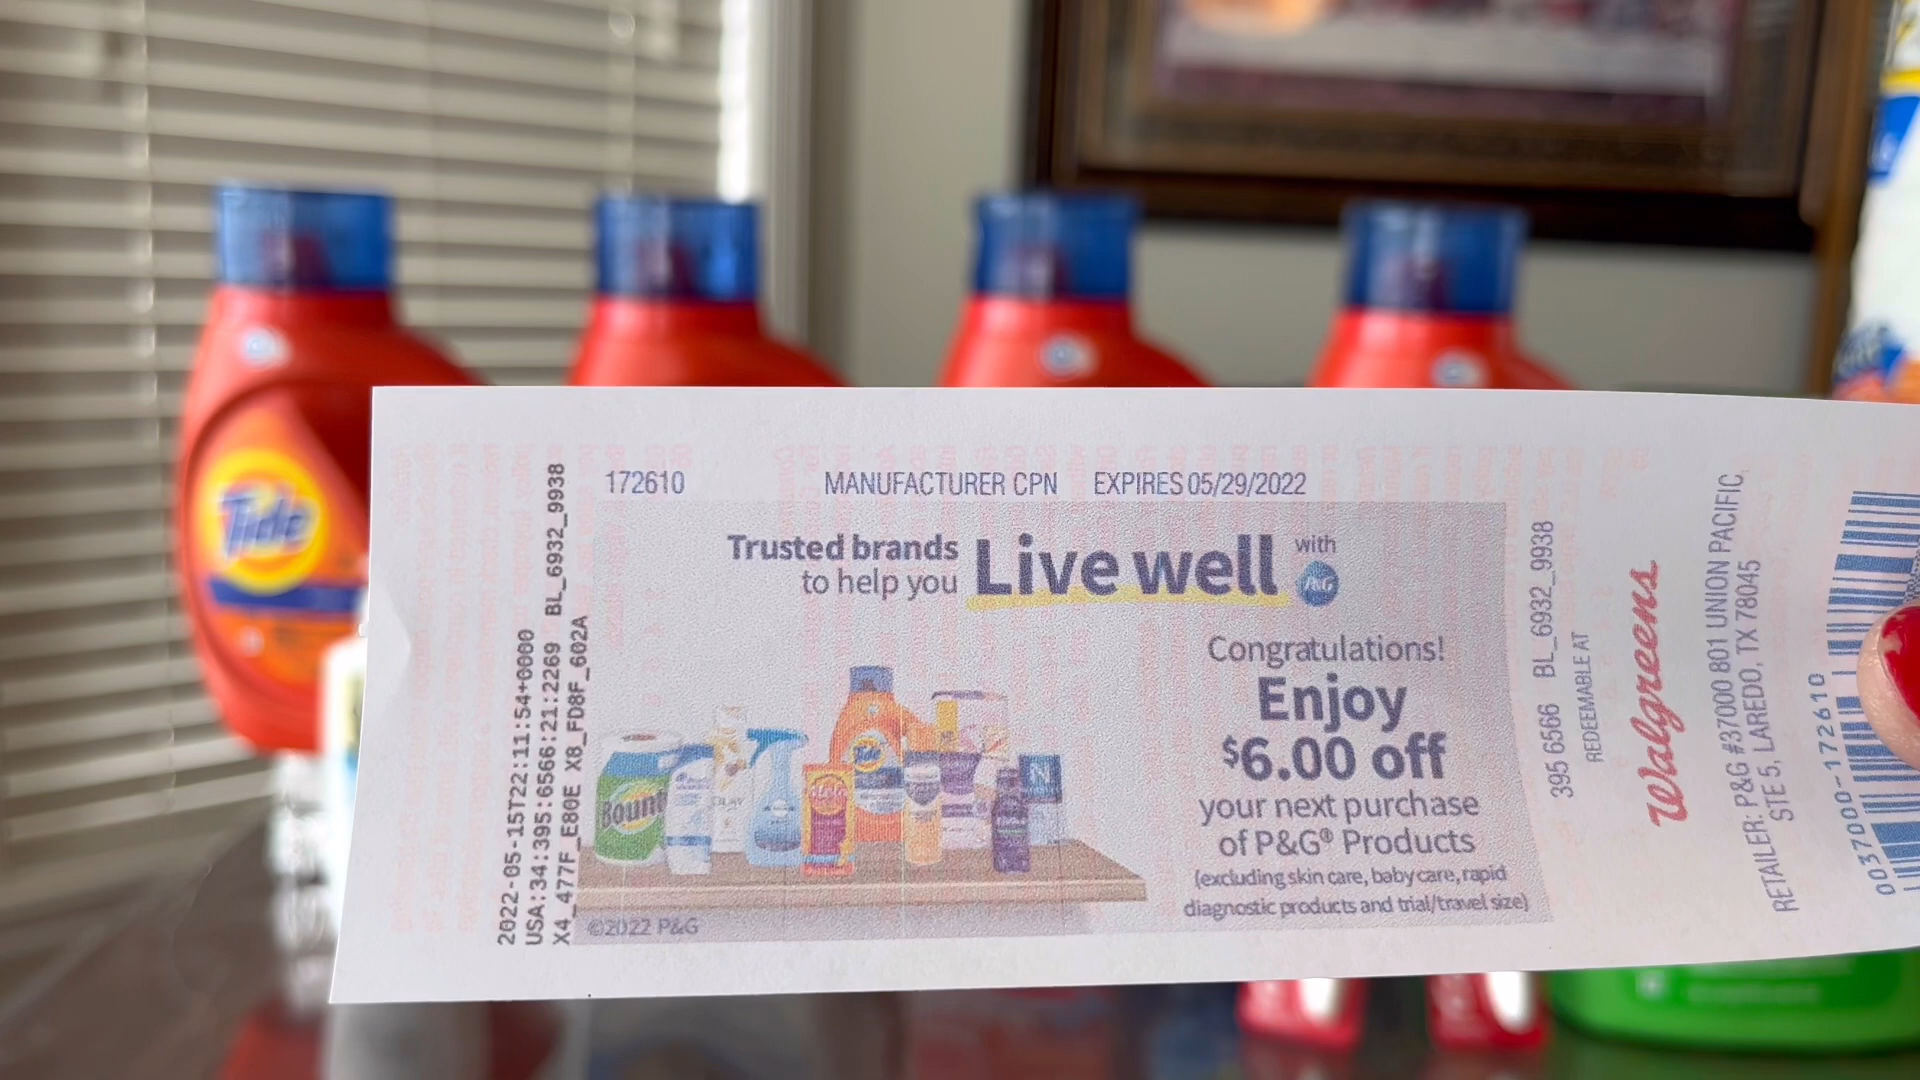 172610 MANUFACTURER CPN EXPIRES 05/29/2022
Trusted brands
to help you
Live well
with
P&G
Congratulations!
Enjoy
$6.00 off
your next purchase
of P&G® Products
(excluding skin care, baby care, rapid
diagnostic products and trial/travel size)
©2022 P&G
2022-05-15T22:11:54+0000
USA:34:395:6566:21:2269 BL_6932_9938
X4_477F_E80E X8_FD8F_602A
395 6566 BL_6932_9938
REDEEMABLE AT
Walgreens
RETAILER: P&G #37000 801 UNION PACIFIC,
STE 5, LAREDO, TX 78045
0037000-172610
Tide
Bount
OLAY
Tide